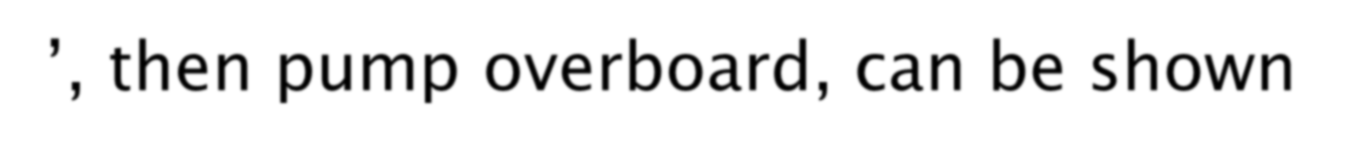 ’, then pump overboard, can be shown